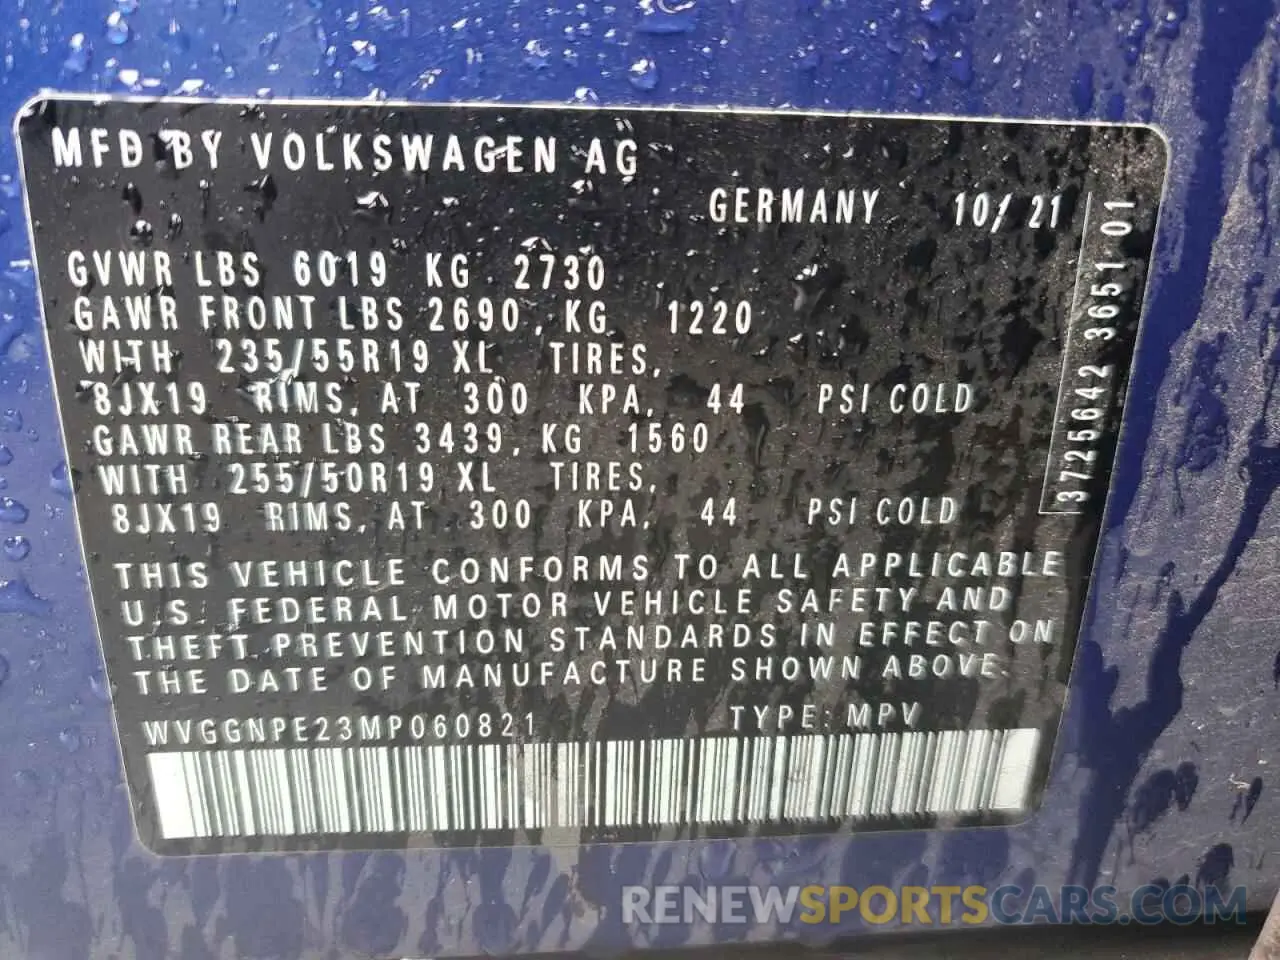 MFD BY VOLKSWAGEN AG
GERMANY 10/ 21
GVWR LBS 6019 KG 2730
GAWR FRONT LBS 2690, KG 1220
WITH 235/55R19 XL TIRES,
8JX19 RIMS, AT 300 KPA, 44 PSI COLD
GAWR REAR LBS 3439, KG 1560
WITH 255/50R19 XL TIRES,
8JX19 RIMS, AT 300 KPA, 44 PSI COLD
THIS VEHICLE CONFORMS TO ALL APPLICABLE
U.S. FEDERAL MOTOR VEHICLE SAFETY AND
THEFT PREVENTION STANDARDS IN EFFECT ON
THE DATE OF MANUFACTURE SHOWN ABOVE.
WVGGNPE23MP060821 TYPE: MPV
3725642 3651 01
RENEWSPORTSCARS.COM